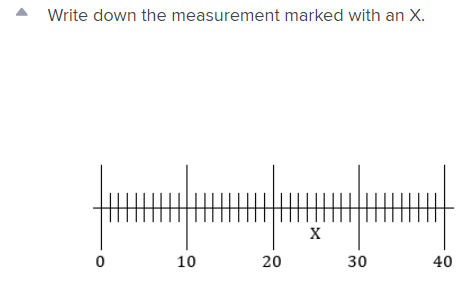 Write down the measurement marked with an X.
X
0 10 20 30 40